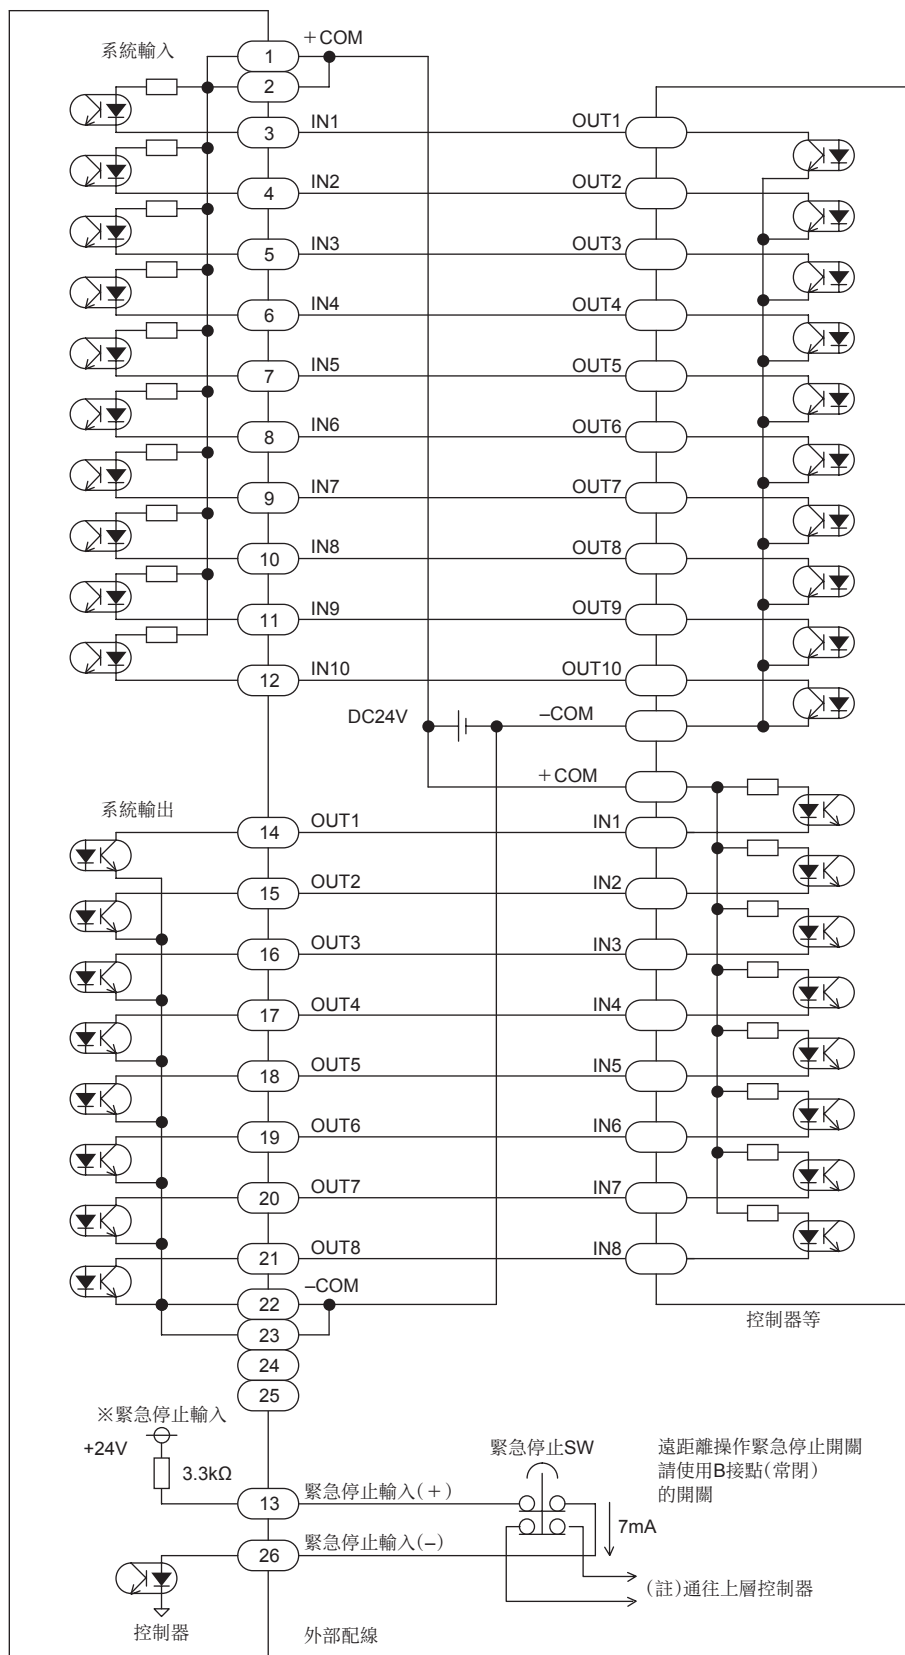 系統輸入
+COM
1
2
3 IN1 OUT1
4 IN2 OUT2
5 IN3 OUT3
6 IN4 OUT4
7 IN5 OUT5
8 IN6 OUT6
9 IN7 OUT7
10 IN8 OUT8
11 IN9 OUT9
12 IN10 OUT10
DC24V –COM
+COM
系統輸出
14 OUT1 IN1
15 OUT2 IN2
16 OUT3 IN3
17 OUT4 IN4
18 OUT5 IN5
19 OUT6 IN6
20 OUT7 IN7
21 OUT8 IN8
22 –COM
23
控制器等
24
25
※緊急停止輸入
+24V
3.3kΩ
緊急停止SW
遠距離操作緊急停止開關
請使用B接點(常閉)
的開關
13 緊急停止輸入(+)
7mA
26 緊急停止輸入(–)
(註)通往上層控制器
控制器
外部配線